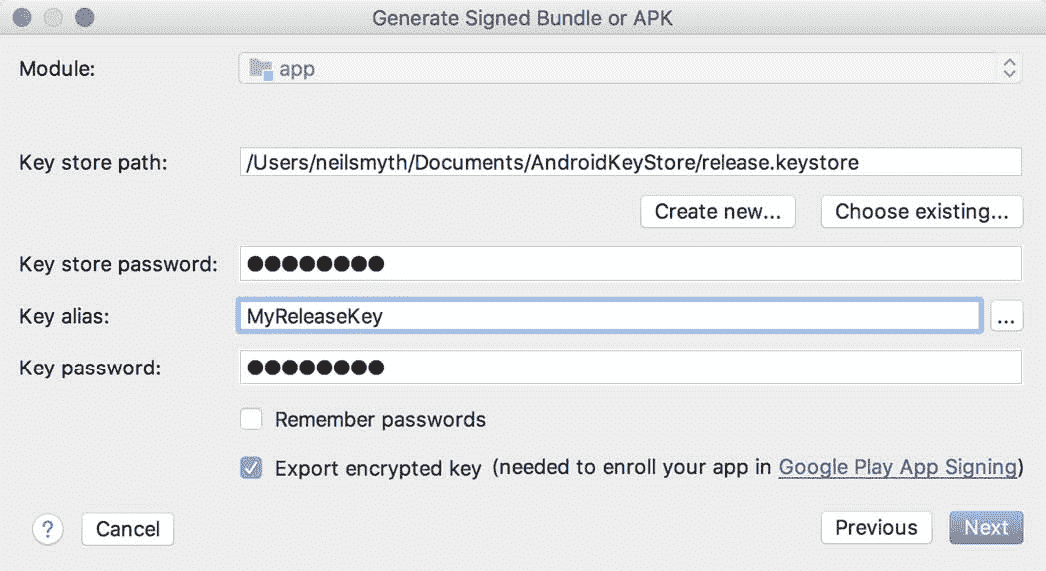 Generate Signed Bundle or APK
Module: app
Key store path: /Users/neilsmyth/Documents/AndroidKeyStore/release.keystore
Create new... Choose existing...
Key store password: ●●●●●●●●
Key alias: MyReleaseKey ...
Key password: ●●●●●●●●
Remember passwords
Export encrypted key (needed to enroll your app in Google Play App Signing)
? Cancel Previous Next